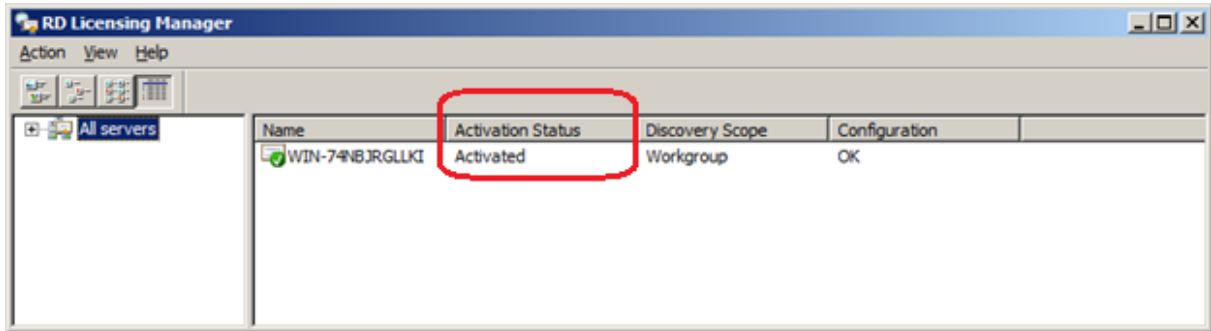 RD Licensing Manager
Action View Help
All servers
Name Activation Status Discovery Scope Configuration
WIN-74NBJRGLLKI Activated Workgroup OK